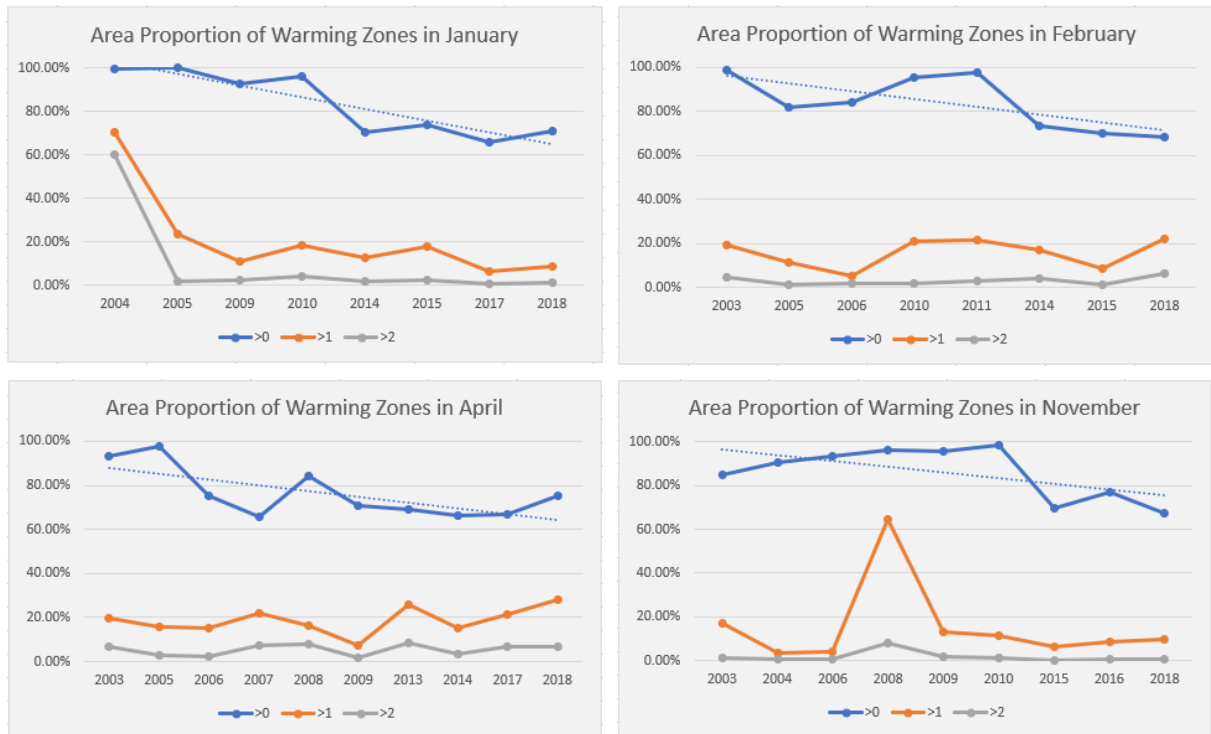 Area Proportion of Warming Zones in January
100.00%
80.00%
60.00%
40.00%
20.00%
0.00%
2004 2005 2009 2010 2014 2015 2017 2018
>0 >1 >2
Area Proportion of Warming Zones in February
100.00%
80.00%
60.00%
40.00%
20.00%
0.00%
2003 2005 2006 2010 2011 2014 2015 2018
>0 >1 >2
Area Proportion of Warming Zones in April
100.00%
80.00%
60.00%
40.00%
20.00%
0.00%
2003 2005 2006 2007 2008 2009 2013 2014 2017 2018
>0 >1 >2
Area Proportion of Warming Zones in November
100.00%
80.00%
60.00%
40.00%
20.00%
0.00%
2003 2004 2006 2008 2009 2010 2015 2016 2018
>0 >1 >2